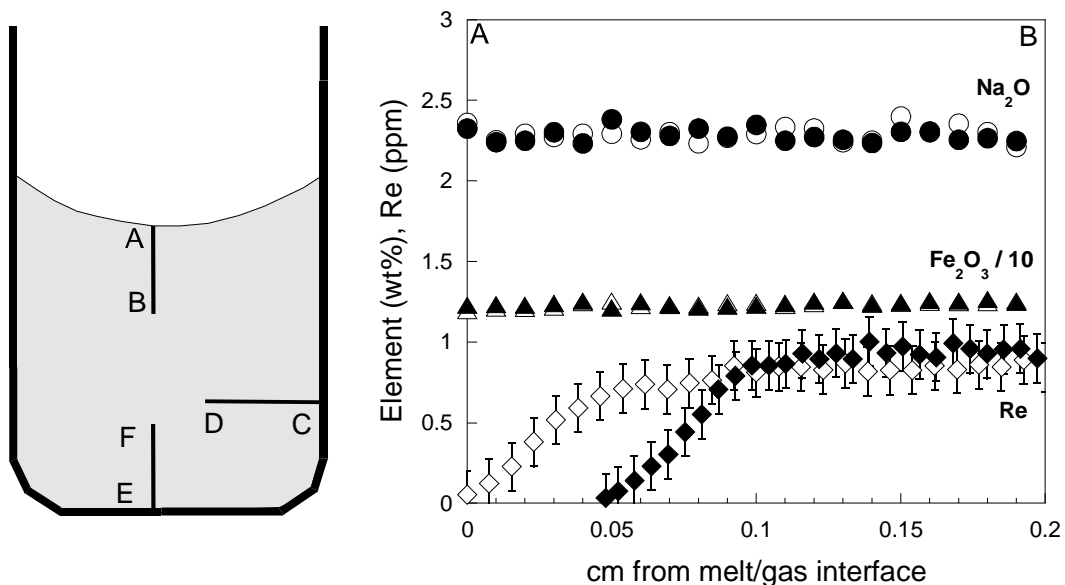 A
B
D
C
F
E
Element (wt%), Re (ppm)
3
2.5
2
1.5
1
0.5
0
A
B
Na₂O
Fe₂O₃ / 10
Re
0
0.05
0.1
0.15
0.2
cm from melt/gas interface